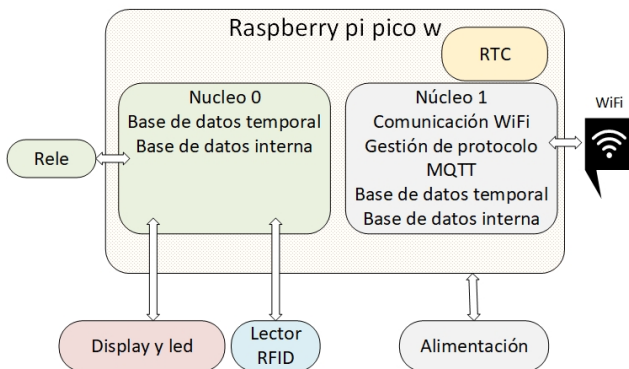 Raspberry pi pico w
RTC
Nucleo 0
Base de datos temporal
Base de datos interna
Núcleo 1
Comunicación WiFi
Gestión de protocolo
MQTT
Base de datos temporal
Base de datos interna
WiFi
Rele
Display y led
Lector
RFID
Alimentación